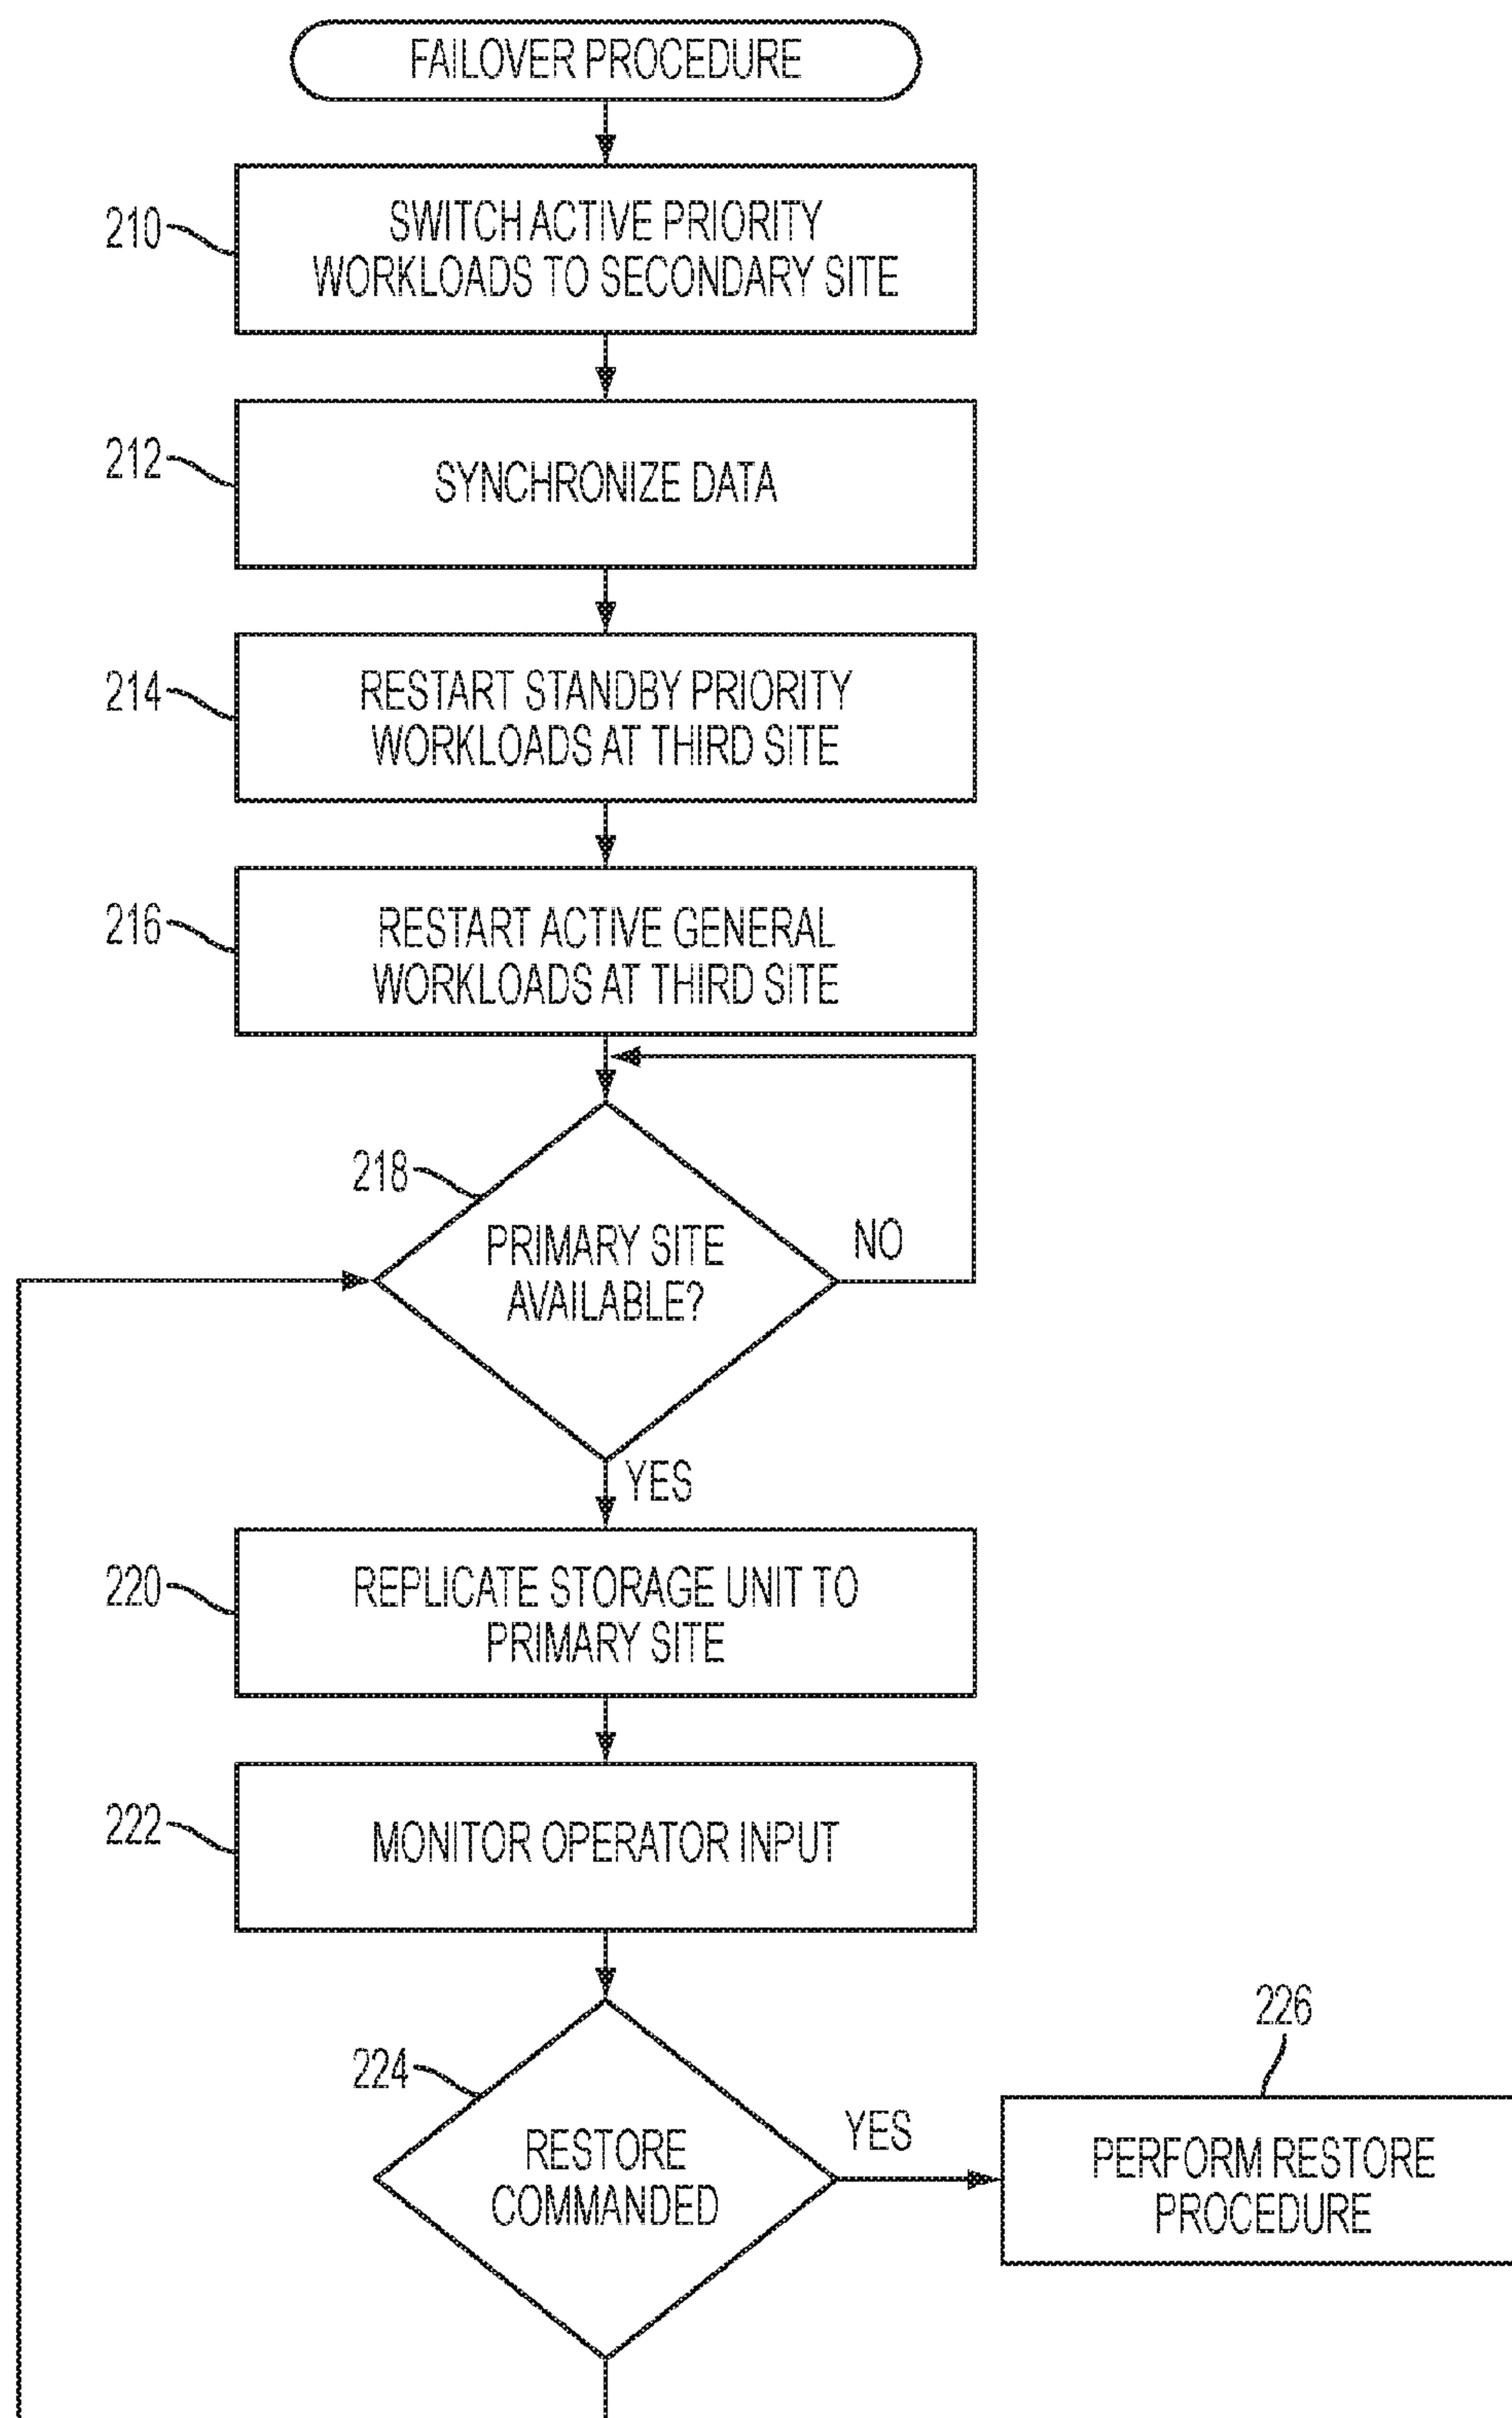 FAILOVER PROCEDURE
210
SWITCH ACTIVE PRIORITY
WORKLOADS TO SECONDARY SITE
212
SYNCHRONIZE DATA
214
RESTART STANDBY PRIORITY
WORKLOADS AT THIRD SITE
216
RESTART ACTIVE GENERAL
WORKLOADS AT THIRD SITE
218
PRIMARY SITE
AVAILABLE?
NO
YES
220
REPLICATE STORAGE UNIT TO
PRIMARY SITE
222
MONITOR OPERATOR INPUT
224
RESTORE
COMMANDED
YES
226
PERFORM RESTORE
PROCEDURE